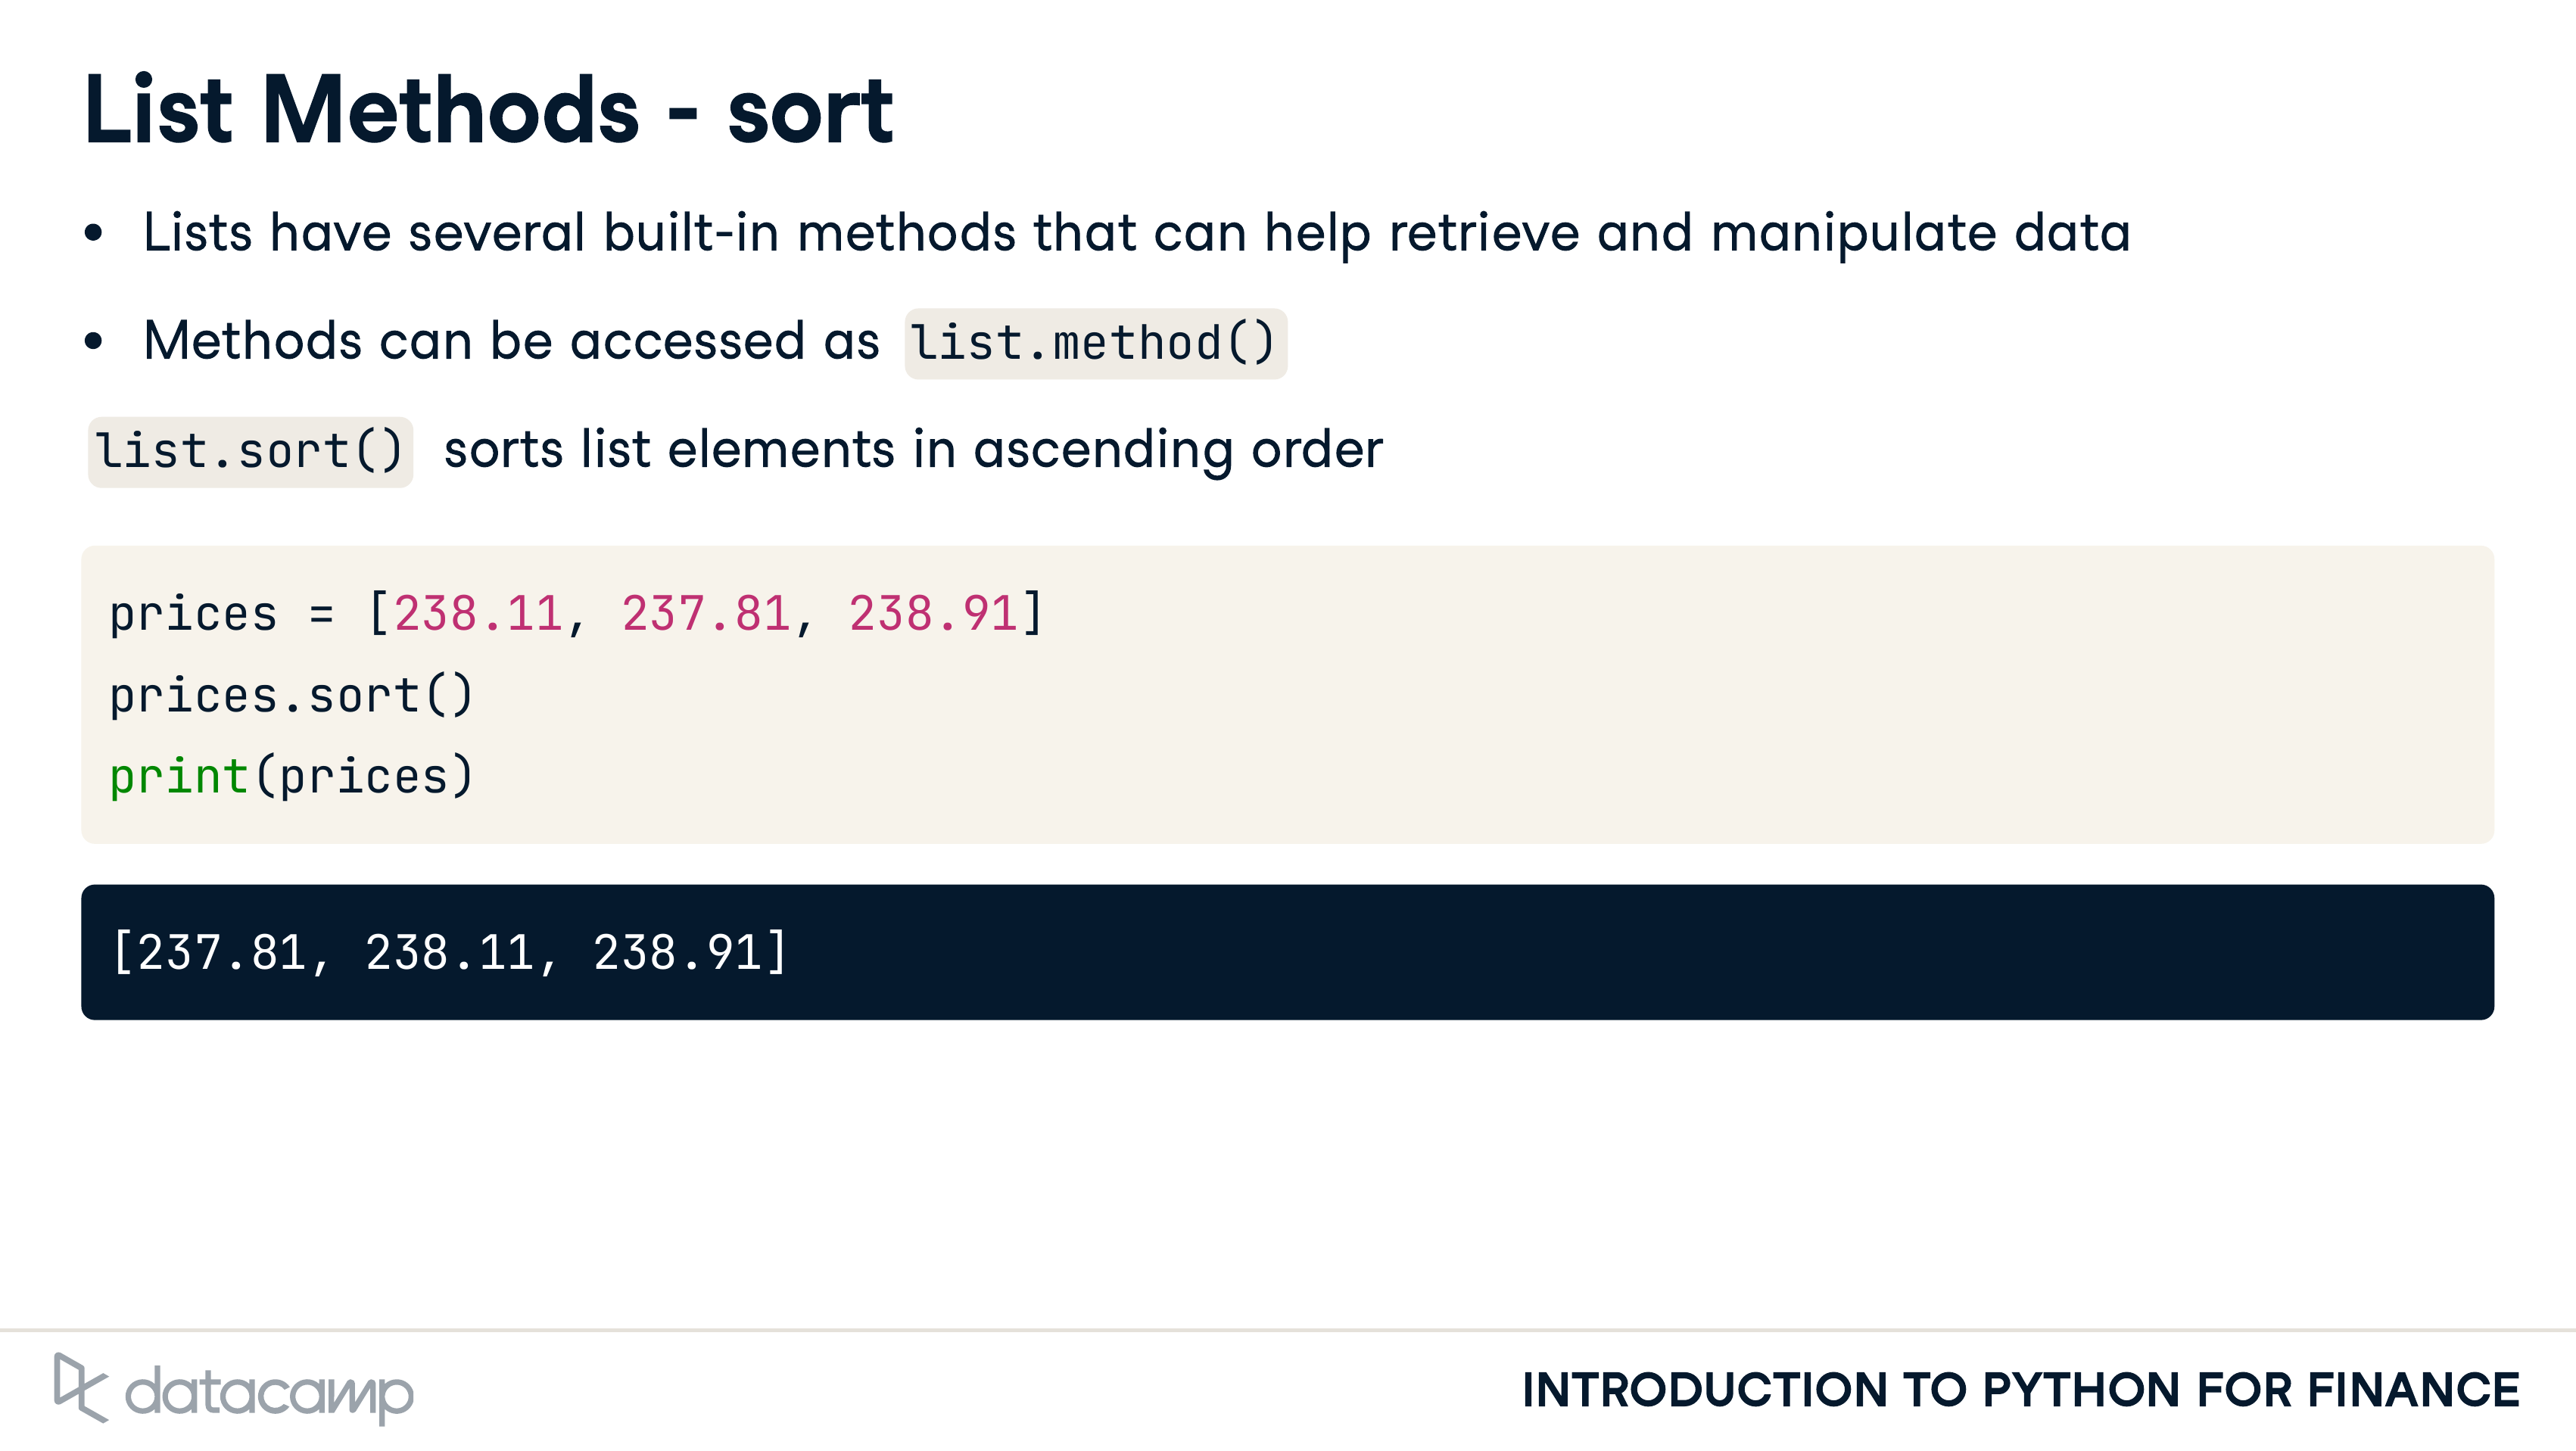 List Methods - sort
• Lists have several built-in methods that can help retrieve and manipulate data
• Methods can be accessed as list.method()
list.sort() sorts list elements in ascending order
prices = [238.11, 237.81, 238.91]
prices.sort()
print(prices)
[237.81, 238.11, 238.91]
datacamp
INTRODUCTION TO PYTHON FOR FINANCE